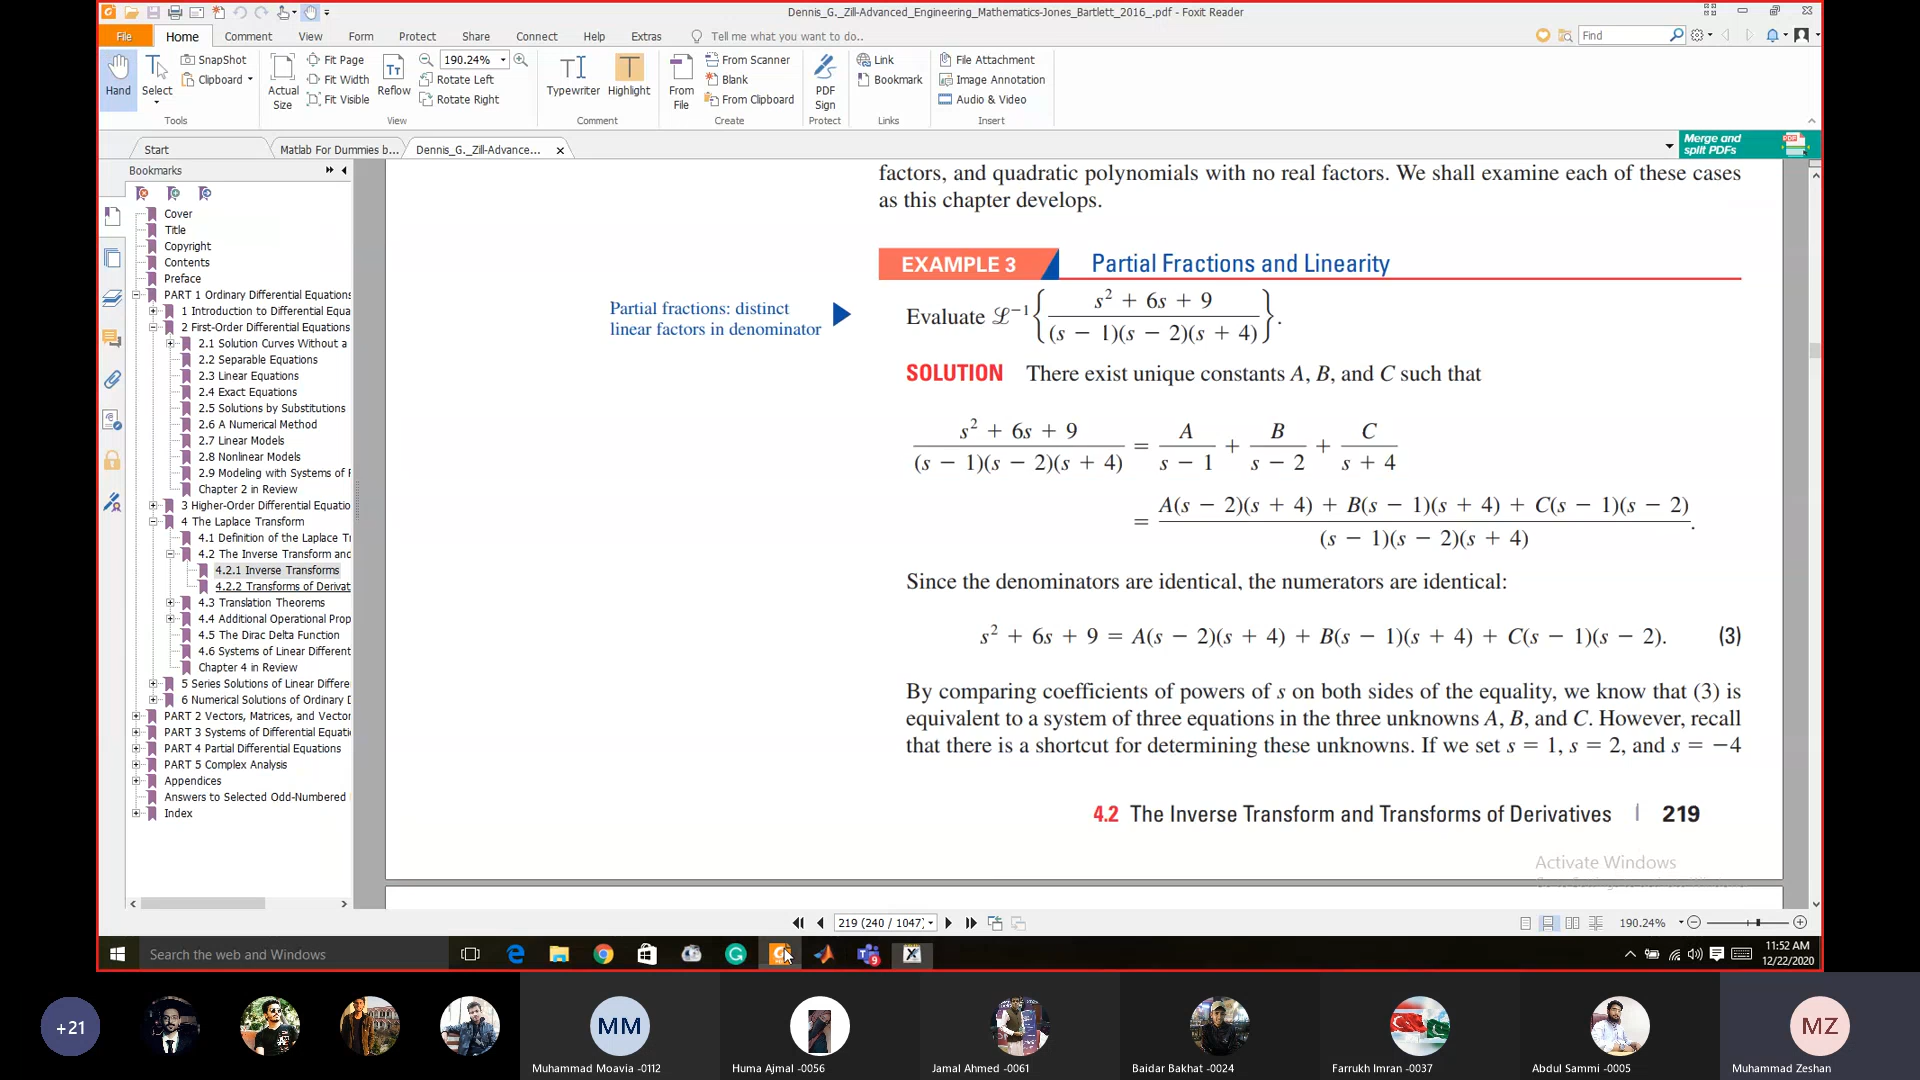 Dennis_G._Zill-Advanced_Engineering_Mathematics-Jones_Bartlett_2016_.pdf - Foxit Reader
File Home Comment View Form Protect Share Connect Help Extras Tell me what you want to do.. Find
Hand Select SnapShot Clipboard Actual Size Fit Page Fit Width Fit Visible Reflow 190.24% Rotate Left Rotate Right Typewriter Highlight From File From Scanner Blank From Clipboard PDF Sign Link Bookmark File Attachment Image Annotation Audio & Video
Tools View Comment Create Protect Links Insert
Start Matlab For Dummies b... Dennis_G._Zill-Advance... Merge and split PDFs
Bookmarks
Cover
Title
Copyright
Contents
Preface
PART 1 Ordinary Differential Equations
1 Introduction to Differential Equa
2 First-Order Differential Equations
2.1 Solution Curves Without a
2.2 Separable Equations
2.3 Linear Equations
2.4 Exact Equations
2.5 Solutions by Substitutions
2.6 A Numerical Method
2.7 Linear Models
2.8 Nonlinear Models
2.9 Modeling with Systems of F
Chapter 2 in Review
3 Higher-Order Differential Equatio
4 The Laplace Transform
4.1 Definition of the Laplace Tr
4.2 The Inverse Transform and
4.2.1 Inverse Transforms
4.2.2 Transforms of Derivat
4.3 Translation Theorems
4.4 Additional Operational Prop
4.5 The Dirac Delta Function
4.6 Systems of Linear Different
Chapter 4 in Review
5 Series Solutions of Linear Differe
6 Numerical Solutions of Ordinary D
PART 2 Vectors, Matrices, and Vector
PART 3 Systems of Differential Equati
PART 4 Partial Differential Equations
PART 5 Complex Analysis
Appendices
Answers to Selected Odd-Numbered
Index
factors, and quadratic polynomials with no real factors. We shall examine each of these cases
as this chapter develops.
EXAMPLE 3 Partial Fractions and Linearity
Partial fractions: distinct
linear factors in denominator
Evaluate ℒ⁻¹{(s² + 6s + 9)/((s − 1)(s − 2)(s + 4))}.
SOLUTION There exist unique constants A, B, and C such that
(s² + 6s + 9)/((s − 1)(s − 2)(s + 4)) = A/(s − 1) + B/(s − 2) + C/(s + 4)
= (A(s − 2)(s + 4) + B(s − 1)(s + 4) + C(s − 1)(s − 2))/((s − 1)(s − 2)(s + 4)).
Since the denominators are identical, the numerators are identical:
s² + 6s + 9 = A(s − 2)(s + 4) + B(s − 1)(s + 4) + C(s − 1)(s − 2). (3)
By comparing coefficients of powers of s on both sides of the equality, we know that (3) is
equivalent to a system of three equations in the three unknowns A, B, and C. However, recall
that there is a shortcut for determining these unknowns. If we set s = 1, s = 2, and s = −4
4.2 The Inverse Transform and Transforms of Derivatives | 219
Activate Windows
219 (240 / 1047) 190.24%
Search the web and Windows
11:52 AM
12/22/2020
+21 MM MZ
Muhammad Moavia -0112 Huma Ajmal -0056 Jamal Ahmed -0061 Baidar Bakhat -0024 Farrukh Imran -0037 Abdul Sammi -0005 Muhammad Zeshan